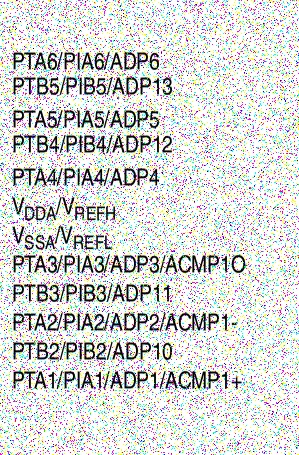 PTA6/PIA6/ADP6
PTB5/PIB5/ADP13
PTA5/PIA5/ADP5
PTB4/PIB4/ADP12
PTA4/PIA4/ADP4
VDDA/VREFH
VSSA/VREFL
PTA3/PIA3/ADP3/ACMP1O
PTB3/PIB3/ADP11
PTA2/PIA2/ADP2/ACMP1-
PTB2/PIB2/ADP10
PTA1/PIA1/ADP1/ACMP1+